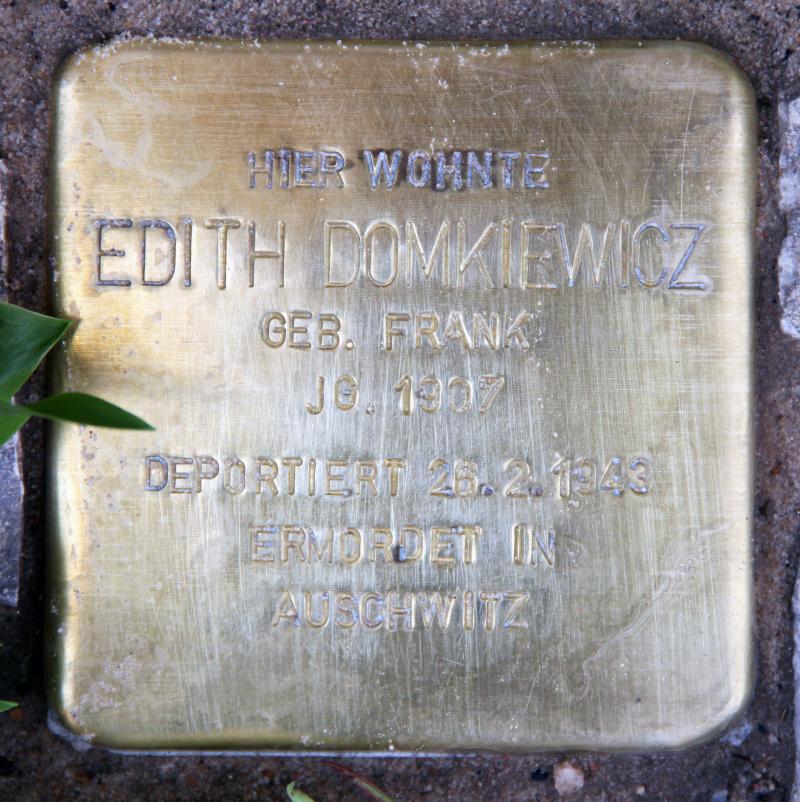 HIER WOHNTE
EDITH DOMKIEWICZ
GEB. FRANK
JG. 1907
DEPORTIERT 26.2.1943
ERMORDET IN
AUSCHWITZ